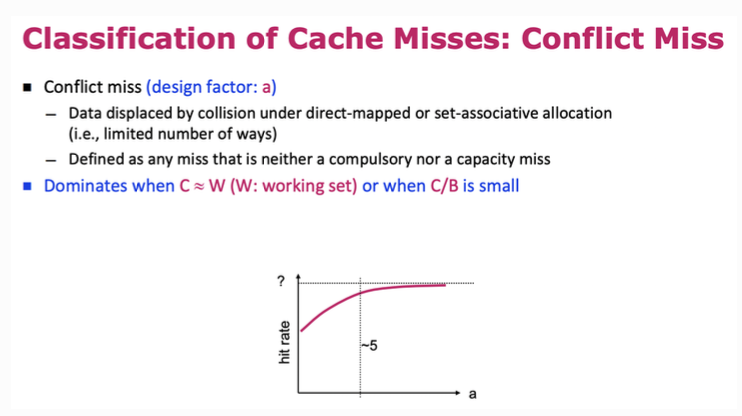 Classification of Cache Misses: Conflict Miss
▪ Conflict miss (design factor: a)
– Data displaced by collision under direct-mapped or set-associative allocation
(i.e., limited number of ways)
– Defined as any miss that is neither a compulsory nor a capacity miss
▪ Dominates when C ≈ W (W: working set) or when C/B is small
?
hit rate
~5
a